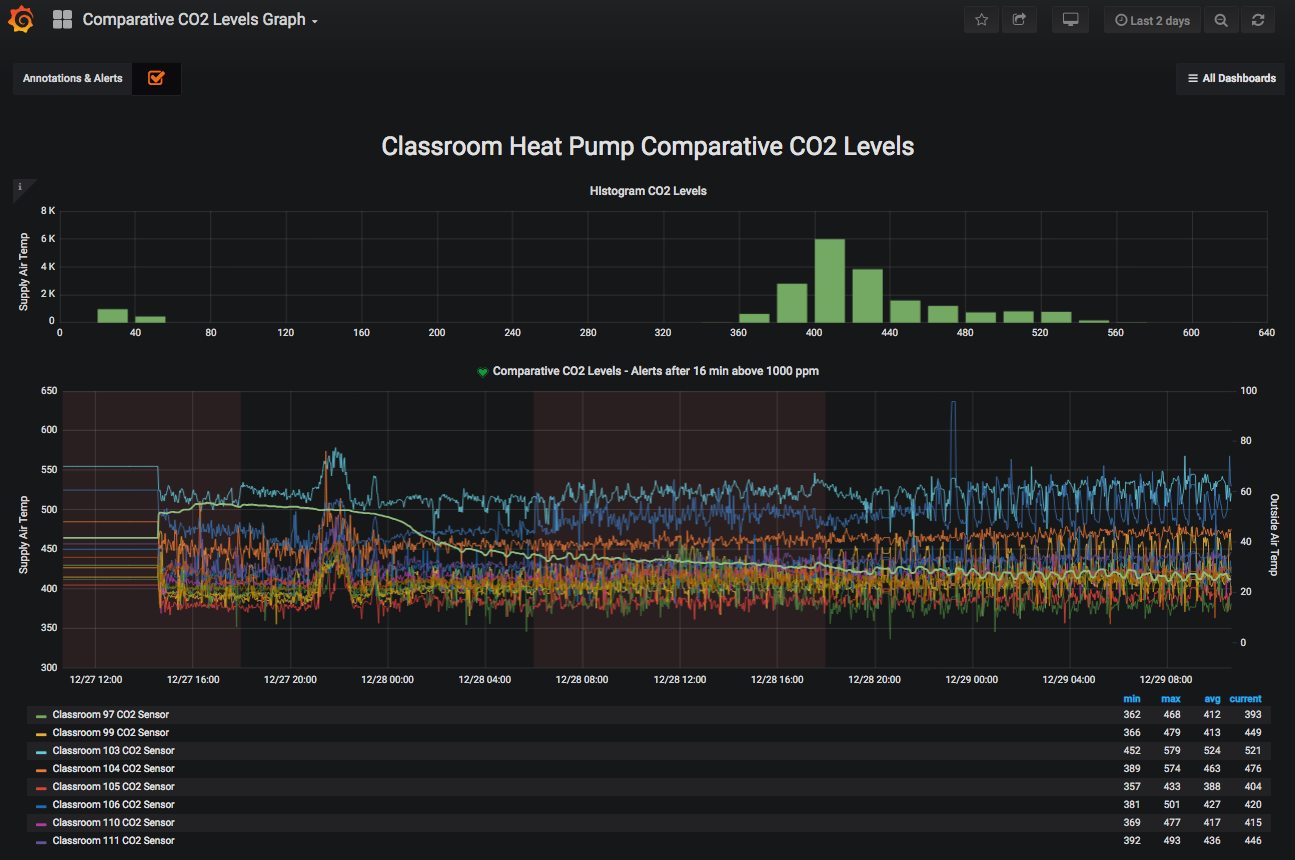 Comparative CO2 Levels Graph
Last 2 days
Annotations & Alerts
All Dashboards
Classroom Heat Pump Comparative CO2 Levels
i
Histogram CO2 Levels
Supply Air Temp
8 K
6 K
4 K
2 K
0
0 40 80 120 160 200 240 280 320 360 400 440 480 520 560 600 640
Comparative CO2 Levels - Alerts after 16 min above 1000 ppm
Supply Air Temp
650
600
550
500
450
400
350
300
100
80
60
40
20
0
Outside Air Temp
12/27 12:00 12/27 16:00 12/27 20:00 12/28 00:00 12/28 04:00 12/28 08:00 12/28 12:00 12/28 16:00 12/28 20:00 12/29 00:00 12/29 04:00 12/29 08:00
min max avg current
Classroom 97 CO2 Sensor 362 468 412 393
Classroom 99 CO2 Sensor 366 479 413 449
Classroom 103 CO2 Sensor 452 579 524 521
Classroom 104 CO2 Sensor 389 574 463 476
Classroom 105 CO2 Sensor 357 433 388 404
Classroom 106 CO2 Sensor 381 501 427 420
Classroom 110 CO2 Sensor 369 477 417 415
Classroom 111 CO2 Sensor 392 493 436 446